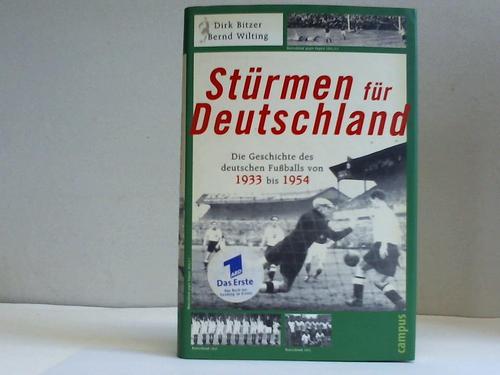 Dirk Bitzer
Bernd Wilting
Stürmen für
Deutschland
Die Geschichte des
deutschen Fußballs von
1933 bis 1954
1
ARD
Das Erste
campus